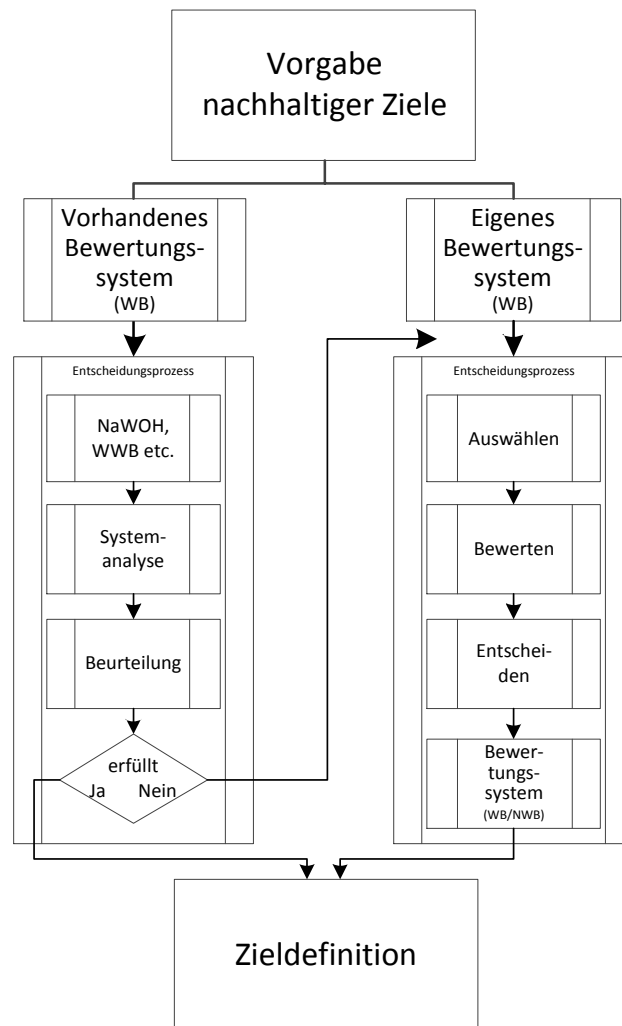 Vorgabe
nachhaltiger Ziele
Vorhandenes
Bewertungs-
system
(WB)
Eigenes
Bewertungs-
system
(WB)
Entscheidungsprozess
NaWOH,
WWB etc.
System-
analyse
Beurteilung
erfüllt
Ja Nein
Entscheidungsprozess
Auswählen
Bewerten
Entschei-
den
Bewer-
tungs-
system
(WB/NWB)
Zieldefinition